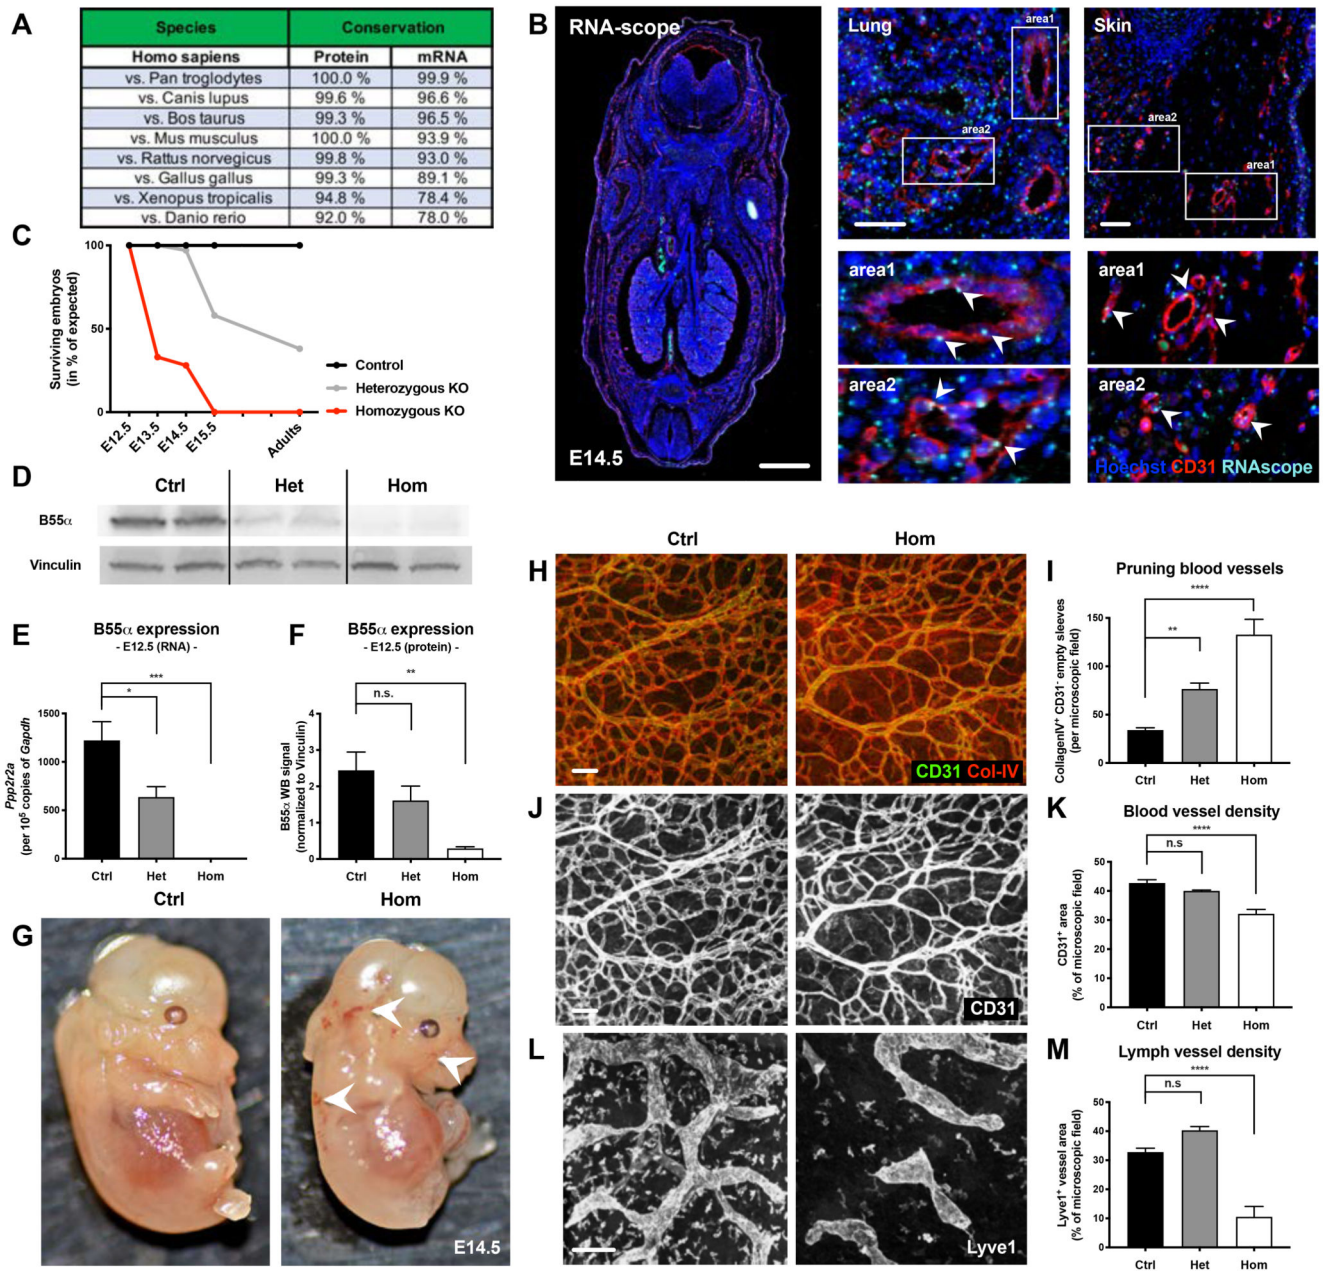 A
Species Conservation
Homo sapiens Protein mRNA
vs. Pan troglodytes 100.0 % 99.9 %
vs. Canis lupus 99.6 % 96.6 %
vs. Bos taurus 99.3 % 96.5 %
vs. Mus musculus 100.0 % 93.9 %
vs. Rattus norvegicus 99.8 % 93.0 %
vs. Gallus gallus 99.3 % 89.1 %
vs. Xenopus tropicalis 94.8 % 78.4 %
vs. Danio rerio 92.0 % 78.0 %
B
RNA-scope
E14.5
Lung
area1
area2
Skin
area2
area1
area1
area1
area2
area2
Hoechst CD31 RNAscope
C
Surviving embryos
(in % of expected)
100
50
0
E12.5
E13.5
E14.5
E15.5
Adults
Control
Heterozygous KO
Homozygous KO
D
Ctrl Het Hom
B55α
Vinculin
E
B55α expression
- E12.5 (RNA) -
***
*
Ppp2r2a
(per 10⁵ copies of Gapdh)
1500
1000
500
0
Ctrl Het Hom
F
B55α expression
- E12.5 (protein) -
**
n.s.
B55α WB signal
(normalized to Vinculin)
4
3
2
1
0
Ctrl Het Hom
G
Ctrl Hom
E14.5
Ctrl Hom
H
CD31 Col-IV
I
Pruning blood vessels
****
**
CollagenIV⁺ CD31⁻ empty sleeves
(per microscopic field)
150
100
50
0
Ctrl Het Hom
J
CD31
K
Blood vessel density
****
n.s
CD31⁺ area
(% of microscopic field)
50
40
30
20
10
0
Ctrl Het Hom
L
Lyve1
M
Lymph vessel density
****
n.s
Lyve1⁺ vessel area
(% of microscopic field)
50
40
30
20
10
0
Ctrl Het Hom